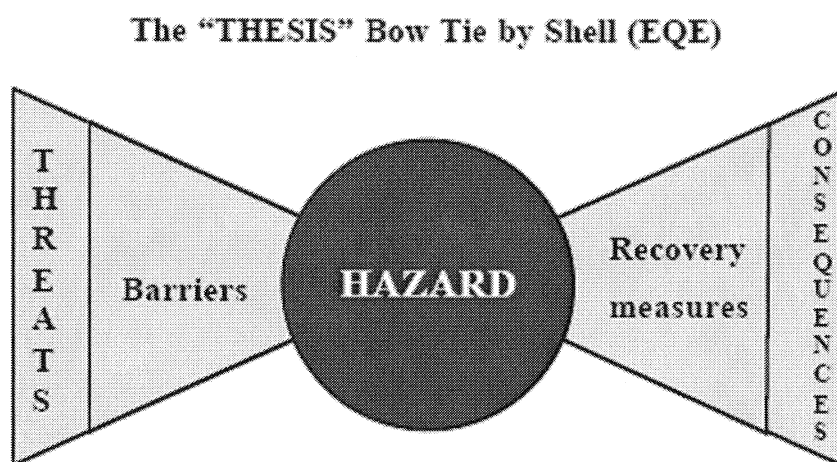 The “THESIS” Bow Tie by Shell (EQE)
THREATS
Barriers
HAZARD
Recovery
measures
CONSEQUENCES